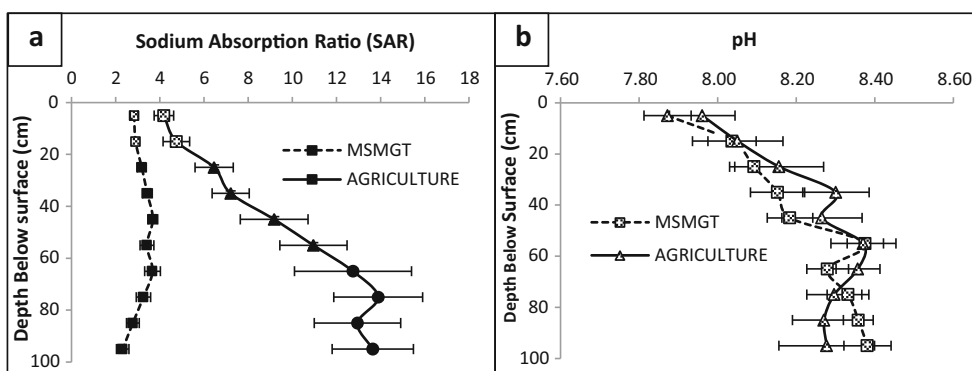 a
Sodium Absorption Ratio (SAR)
0 2 4 6 8 10 12 14 16 18
Depth Below surface (cm)
0
20
40
60
80
100
MSMGT
AGRICULTURE
b
pH
7.60 7.80 8.00 8.20 8.40 8.60
Depth Below Surface (cm)
0
20
40
60
80
100
MSMGT
AGRICULTURE